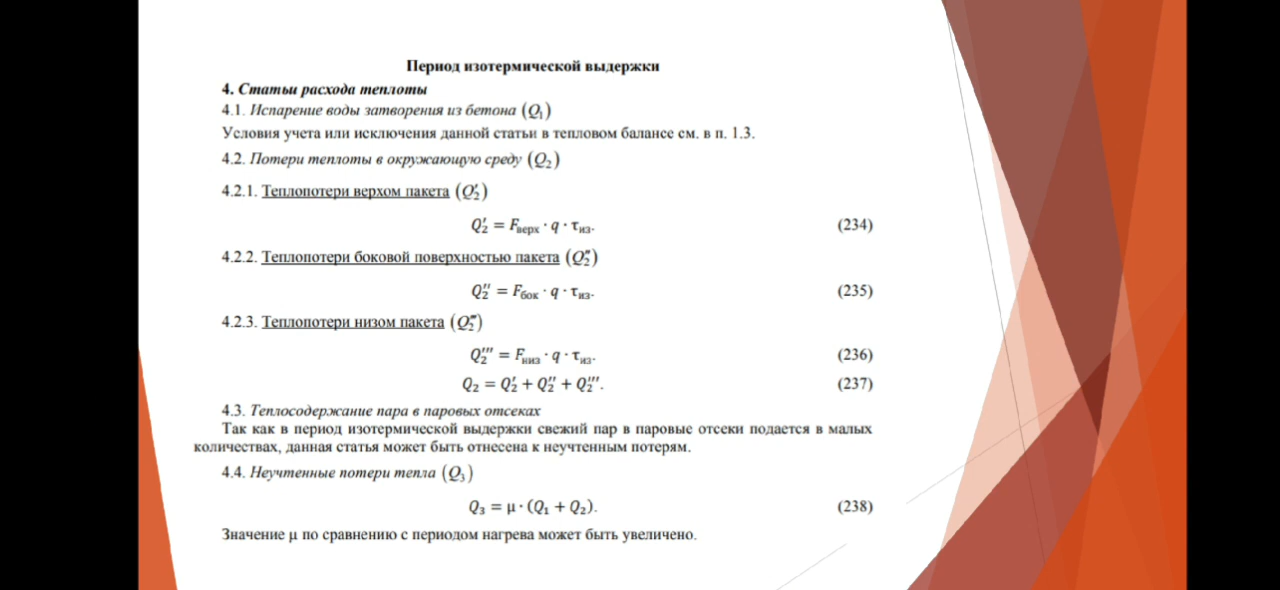 Период изотермической выдержки
4. Статьи расхода теплоты
4.1. Испарение воды затворения из бетона (Q₁)
Условия учета или исключения данной статьи в тепловом балансе см. в п. 1.3.
4.2. Потери теплоты в окружающую среду (Q₂)
4.2.1. Теплопотери верхом пакета (Q₂′)
Q₂′ = Fверх · q · τиз. (234)
4.2.2. Теплопотери боковой поверхностью пакета (Q₂″)
Q₂″ = Fбок · q · τиз. (235)
4.2.3. Теплопотери низом пакета (Q₂‴)
Q₂‴ = Fниз · q · τиз. (236)
Q₂ = Q₂′ + Q₂″ + Q₂‴. (237)
4.3. Теплосодержание пара в паровых отсеках
Так как в период изотермической выдержки свежий пар в паровые отсеки подается в малых
количествах, данная статья может быть отнесена к неучтенным потерям.
4.4. Неучтенные потери тепла (Q₃)
Q₃ = μ · (Q₁ + Q₂). (238)
Значение μ по сравнению с периодом нагрева может быть увеличено.